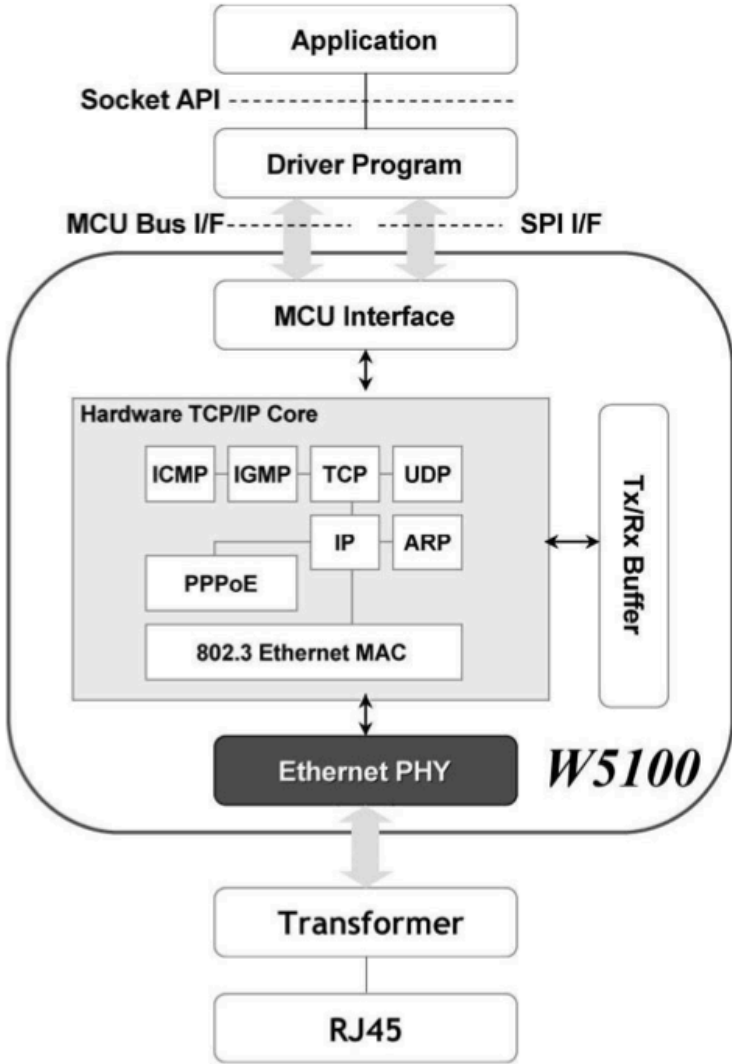 Application
Socket API
Driver Program
MCU Bus I/F
SPI I/F
MCU Interface
Hardware TCP/IP Core
ICMP
IGMP
TCP
UDP
IP
ARP
PPPoE
802.3 Ethernet MAC
Tx/Rx Buffer
Ethernet PHY
W5100
Transformer
RJ45